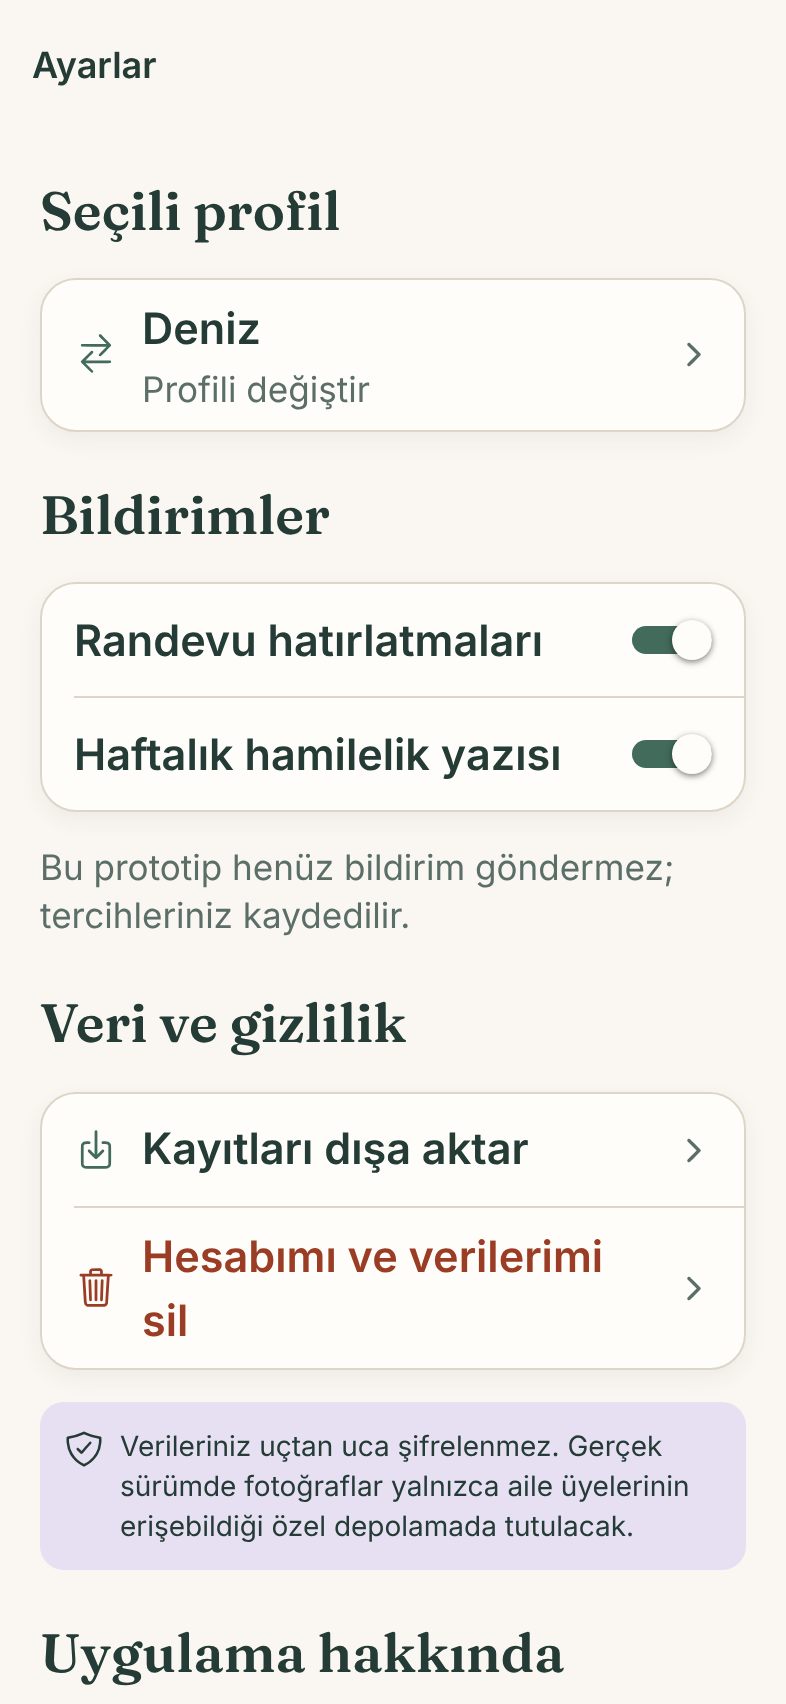 Ayarlar
Seçili profil
Deniz
Profili değiştir
Bildirimler
Randevu hatırlatmaları
Haftalık hamilelik yazısı
Bu prototip henüz bildirim göndermez;
tercihleriniz kaydedilir.
Veri ve gizlilik
Kayıtları dışa aktar
Hesabımı ve verilerimi
sil
Verileriniz uçtan uca şifrelenmez. Gerçek
sürümde fotoğraflar yalnızca aile üyelerinin
erişebildiği özel depolamada tutulacak.
Uygulama hakkında